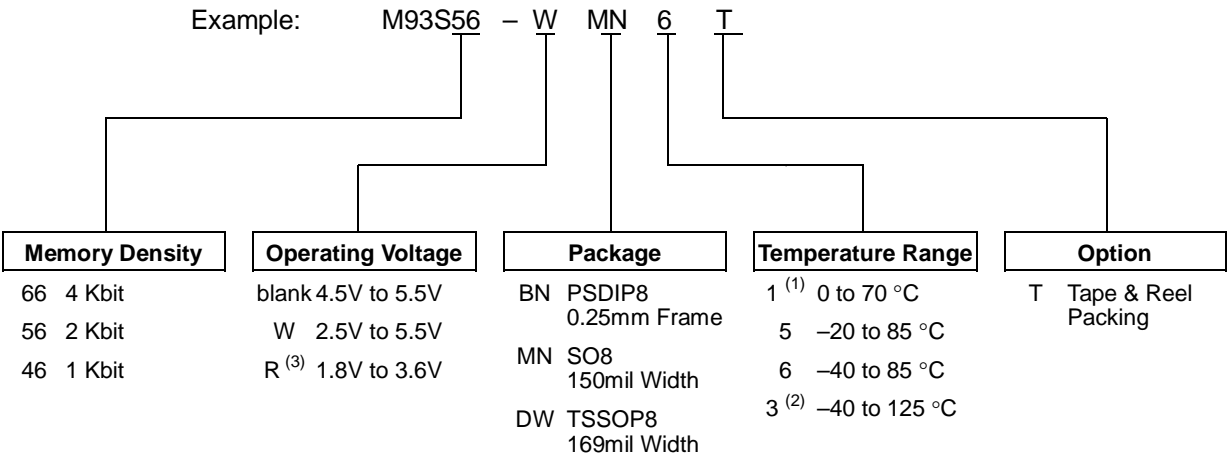 Example: M93S56 – W MN 6 T
Memory Density
66 4 Kbit
56 2 Kbit
46 1 Kbit
Operating Voltage
blank 4.5V to 5.5V
W 2.5V to 5.5V
R (3) 1.8V to 3.6V
Package
BN PSDIP8
0.25mm Frame
MN SO8
150mil Width
DW TSSOP8
169mil Width
Temperature Range
1 (1) 0 to 70 °C
5 –20 to 85 °C
6 –40 to 85 °C
3 (2) –40 to 125 °C
Option
T Tape & Reel
Packing